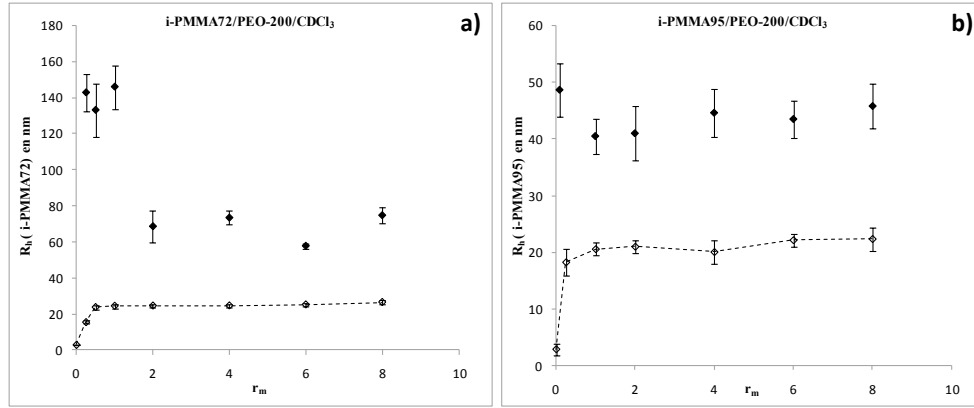 i-PMMA72/PEO-200/CDCl₃
a)
180
160
140
120
100
80
60
40
20
0
Rₕ( i-PMMA72) en nm
0 2 4 6 8 10
rₘ
i-PMMA95/PEO-200/CDCl₃
b)
60
50
40
30
20
10
0
Rₕ( i-PMMA95) en nm
0 2 4 6 8 10
rₘ